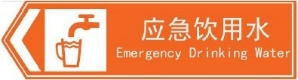 应急饮用水
Emergency Drinking Water